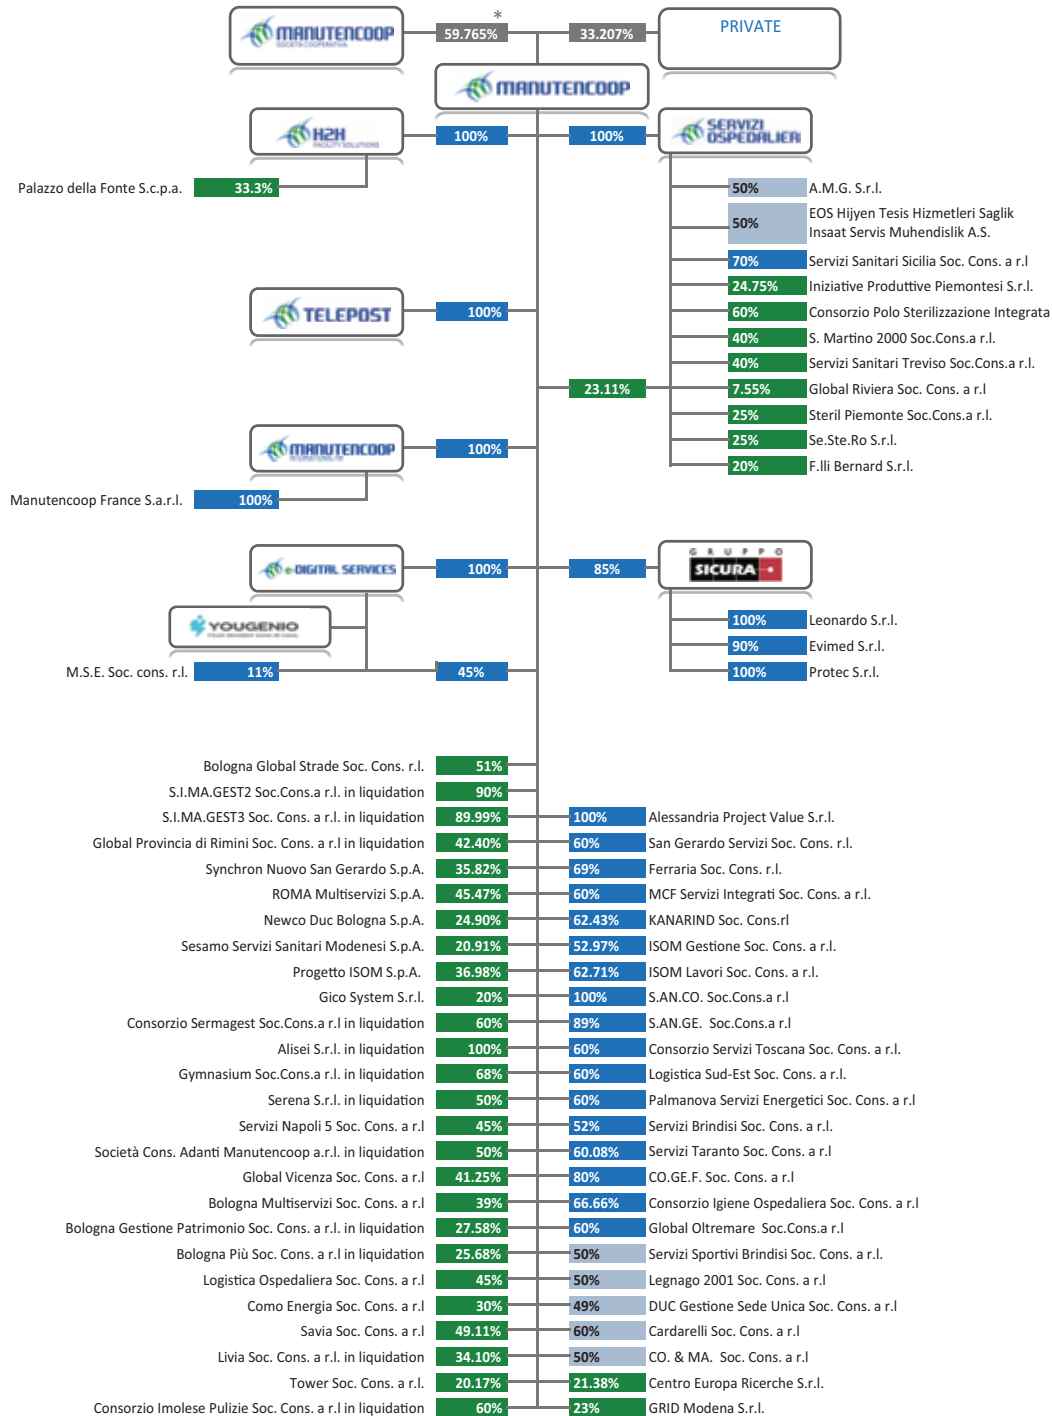 *
MANUTENCOOP
SOCIETÀ COOPERATIVA
59.765%
33.207%
PRIVATE
MANUTENCOOP
H2H
FACILITY SOLUTIONS
100%
100%
SERVIZI
OSPEDALIERI
Palazzo della Fonte S.c.p.a.
33.3%
50%
A.M.G. S.r.l.
50%
EOS Hijyen Tesis Hizmetleri Saglik
Insaat Servis Muhendislik A.S.
70%
Servizi Sanitari Sicilia Soc. Cons. a r.l
24.75%
Iniziative Produttive Piemontesi S.r.l.
TELEPOST
100%
60%
Consorzio Polo Sterilizzazione Integrata
40%
S. Martino 2000 Soc.Cons.a r.l.
40%
Servizi Sanitari Treviso Soc.Cons.a r.l.
23.11%
7.55%
Global Riviera Soc. Cons. a r.l
25%
Steril Piemonte Soc.Cons.a r.l.
25%
Se.Ste.Ro S.r.l.
20%
F.lli Bernard S.r.l.
MANUTENCOOP
INTERNATIONAL FM
100%
Manutencoop France S.a.r.l.
100%
e-DIGITAL SERVICES
100%
85%
GRUPPO
SICURA
YOUGENIO
100%
Leonardo S.r.l.
90%
Evimed S.r.l.
M.S.E. Soc. cons. r.l.
11%
45%
100%
Protec S.r.l.
Bologna Global Strade Soc. Cons. r.l.
51%
S.I.MA.GEST2 Soc.Cons.a r.l. in liquidation
90%
S.I.MA.GEST3 Soc. Cons. a r.l. in liquidation
89.99%
100%
Alessandria Project Value S.r.l.
Global Provincia di Rimini Soc. Cons. a r.l in liquidation
42.40%
60%
San Gerardo Servizi Soc. Cons. r.l.
Synchron Nuovo San Gerardo S.p.A.
35.82%
69%
Ferraria Soc. Cons. r.l.
ROMA Multiservizi S.p.A.
45.47%
60%
MCF Servizi Integrati Soc. Cons. a r.l.
Newco Duc Bologna S.p.A.
24.90%
62.43%
KANARIND Soc. Cons.rl
Sesamo Servizi Sanitari Modenesi S.p.A.
20.91%
52.97%
ISOM Gestione Soc. Cons. a r.l.
Progetto ISOM S.p.A.
36.98%
62.71%
ISOM Lavori Soc. Cons. a r.l.
Gico System S.r.l.
20%
100%
S.AN.CO. Soc.Cons.a r.l
Consorzio Sermagest Soc.Cons.a r.l in liquidation
60%
89%
S.AN.GE. Soc.Cons.a r.l
Alisei S.r.l. in liquidation
100%
60%
Consorzio Servizi Toscana Soc. Cons. a r.l.
Gymnasium Soc.Cons.a r.l. in liquidation
68%
60%
Logistica Sud-Est Soc. Cons. a r.l.
Serena S.r.l. in liquidation
50%
60%
Palmanova Servizi Energetici Soc. Cons. a r.l
Servizi Napoli 5 Soc. Cons. a r.l
45%
52%
Servizi Brindisi Soc. Cons. a r.l.
Società Cons. Adanti Manutencoop a.r.l. in liquidation
50%
60.08%
Servizi Taranto Soc. Cons. a r.l
Global Vicenza Soc. Cons. a r.l
41.25%
80%
CO.GE.F. Soc. Cons. a r.l
Bologna Multiservizi Soc. Cons. a r.l
39%
66.66%
Consorzio Igiene Ospedaliera Soc. Cons. a r.l
Bologna Gestione Patrimonio Soc. Cons. a r.l. in liquidation
27.58%
60%
Global Oltremare Soc.Cons.a r.l
Bologna Più Soc. Cons. a r.l in liquidation
25.68%
50%
Servizi Sportivi Brindisi Soc. Cons. a r.l.
Logistica Ospedaliera Soc. Cons. a r.l
45%
50%
Legnago 2001 Soc. Cons. a r.l
Como Energia Soc. Cons. a r.l
30%
49%
DUC Gestione Sede Unica Soc. Cons. a r.l
Savia Soc. Cons. a r.l
49.11%
60%
Cardarelli Soc. Cons. a r.l
Livia Soc. Cons. a r.l. in liquidation
34.10%
50%
CO. & MA. Soc. Cons. a r.l
Tower Soc. Cons. a r.l.
20.17%
21.38%
Centro Europa Ricerche S.r.l.
Consorzio Imolese Pulizie Soc. Cons. a r.l in liquidation
60%
23%
GRID Modena S.r.l.